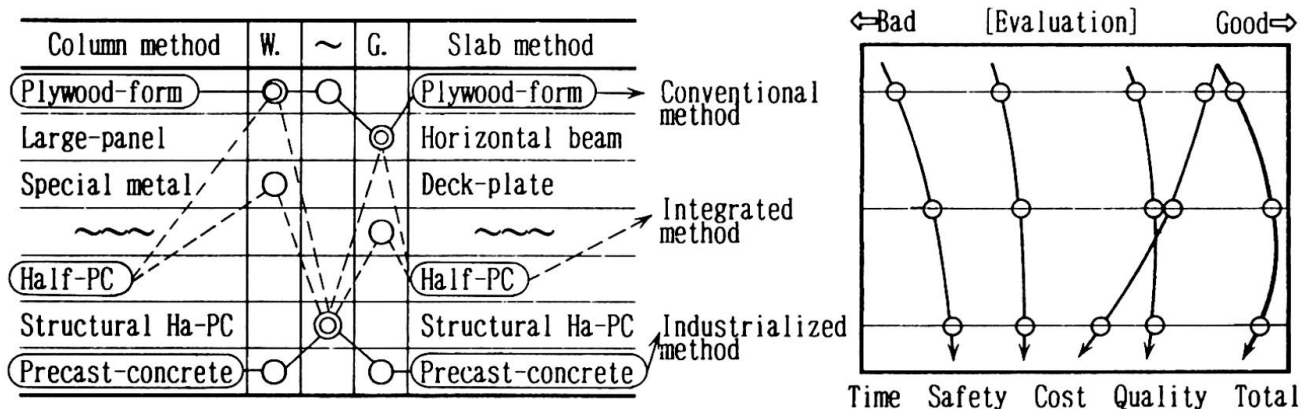 Column method W. ~ G. Slab method
Plywood-form Plywood-form
Large-panel Horizontal beam
Special metal Deck-plate
~~~ ~~~
Half-PC Half-PC
Structural Ha-PC Structural Ha-PC
Precast-concrete Precast-concrete
Conventional
method
Integrated
method
Industrialized
method
⇐Bad [Evaluation] Good⇒
Time Safety Cost Quality Total